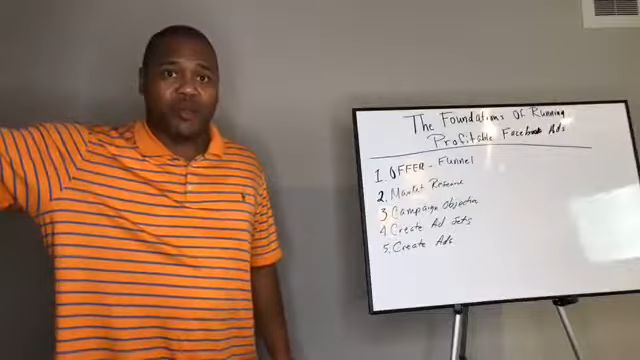 The Foundations Of Running
Profitable Facebook Ads
1. OFFER - Funnel
2. Market Research
3. Campaign Objective
4. Create Ad Sets
5. Create Ads